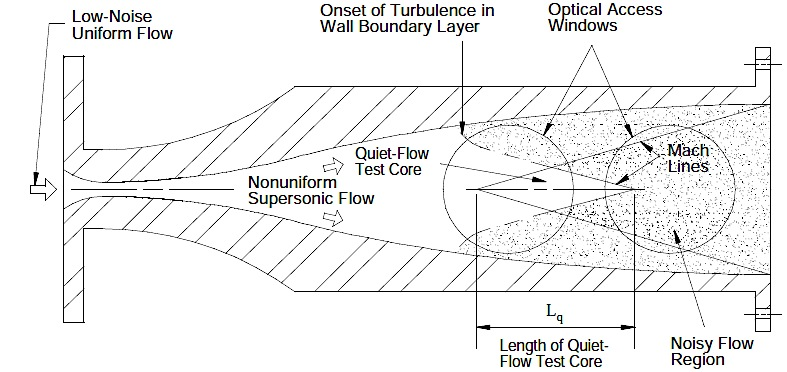 Low-Noise
Uniform Flow
Onset of Turbulence in
Wall Boundary Layer
Optical Access
Windows
Quiet-Flow
Test Core
Mach
Lines
Nonuniform
Supersonic Flow
Lq
Length of Quiet-
Flow Test Core
Noisy Flow
Region